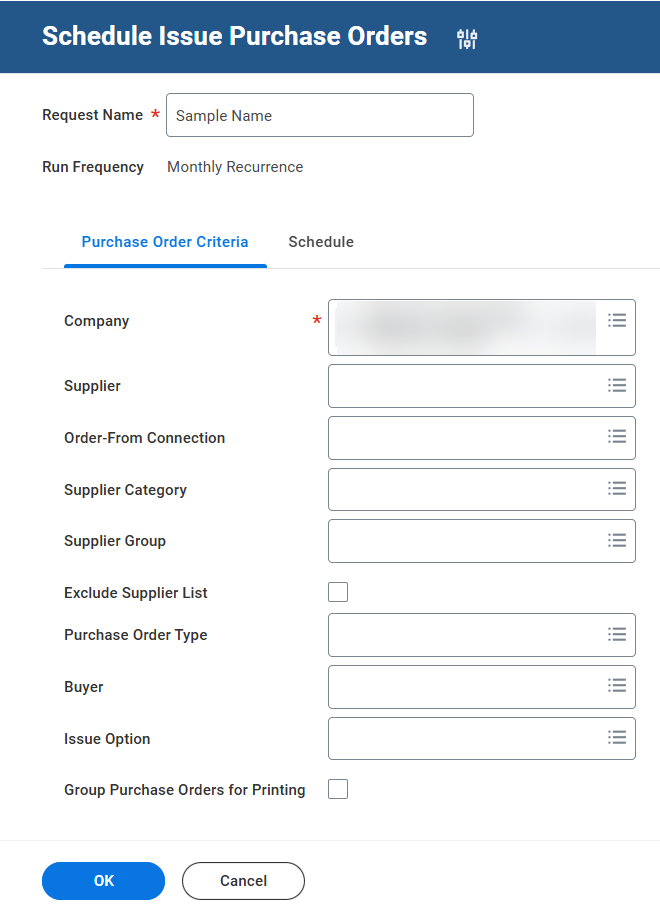 Schedule Issue Purchase Orders
Request Name * Sample Name
Run Frequency Monthly Recurrence
Purchase Order Criteria Schedule
Company *
Supplier
Order-From Connection
Supplier Category
Supplier Group
Exclude Supplier List
Purchase Order Type
Buyer
Issue Option
Group Purchase Orders for Printing
OK Cancel